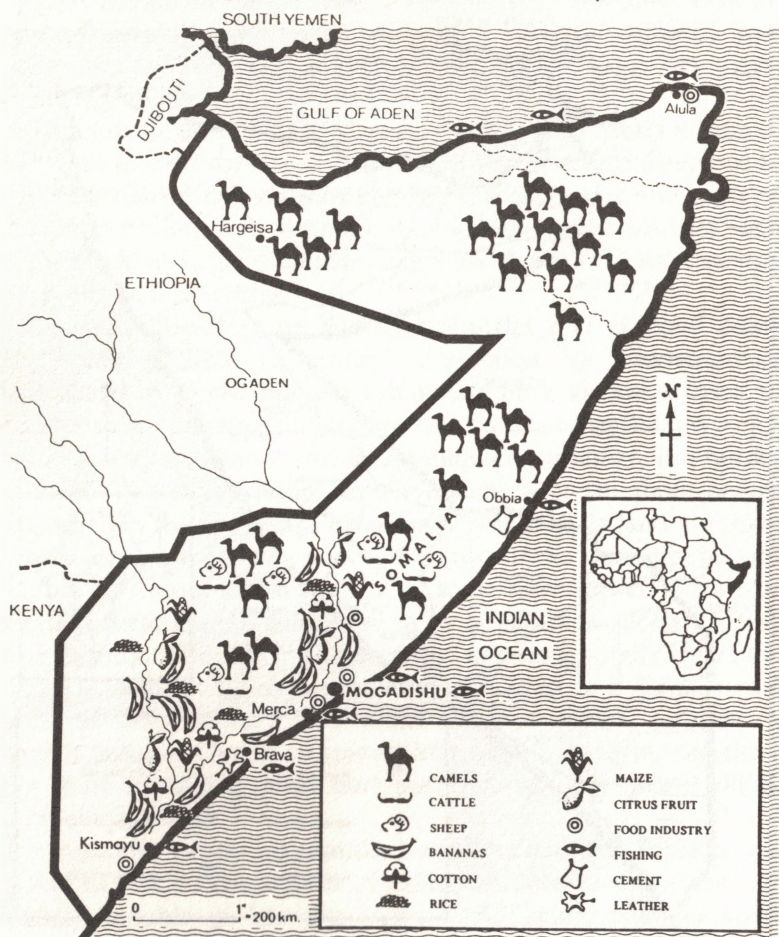 SOUTH YEMEN
DJIBOUTI
GULF OF ADEN
Alula
Hargeisa
ETHIOPIA
OGADEN
N
Obbia
SOMALIA
KENYA
INDIAN
OCEAN
MOGADISHU
Merca
Brava
Kismayu
0 1" =200 km.
CAMELS
CATTLE
SHEEP
BANANAS
COTTON
RICE
MAIZE
CITRUS FRUIT
FOOD INDUSTRY
FISHING
CEMENT
LEATHER